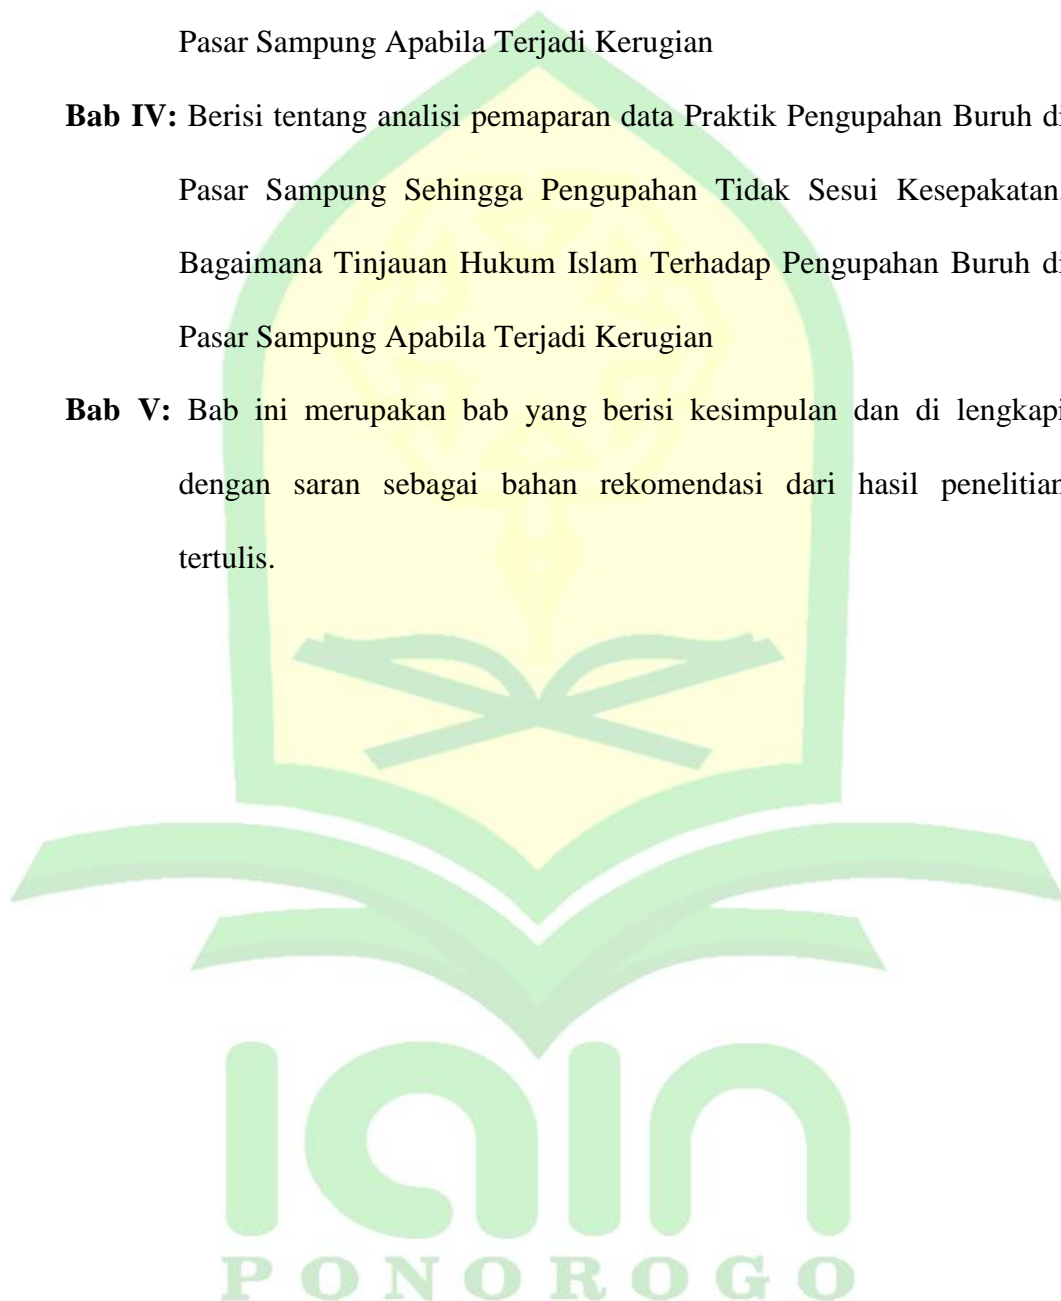 Pasar Sampung Apabila Terjadi Kerugian
Bab IV: Berisi tentang analisi pemaparan data Praktik Pengupahan Buruh di
Pasar Sampung Sehingga Pengupahan Tidak Sesui Kesepakatan.
Bagaimana Tinjauan Hukum Islam Terhadap Pengupahan Buruh di
Pasar Sampung Apabila Terjadi Kerugian
Bab V: Bab ini merupakan bab yang berisi kesimpulan dan di lengkapi
dengan saran sebagai bahan rekomendasi dari hasil penelitian
tertulis.
iain
PONOROGO